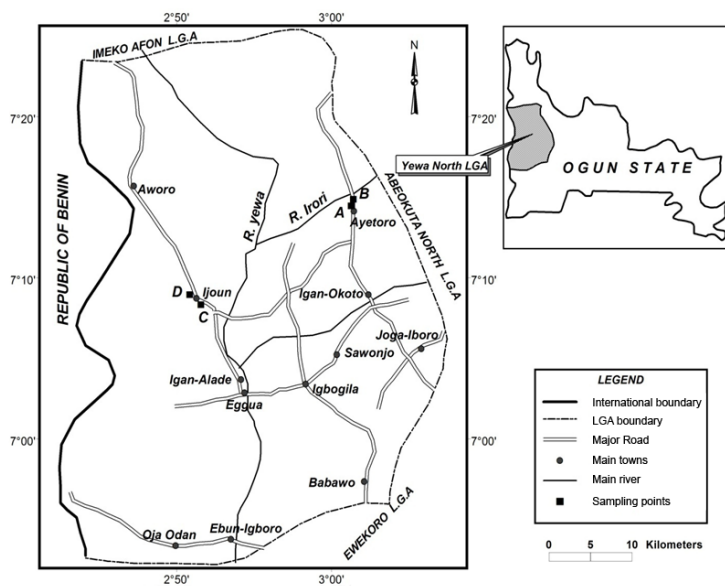 2°50' 3°00'
IMEKO AFON L.G.A
N
7°20' 7°20'
Yewa North LGA
OGUN STATE
Aworo
R. yewa
R. Irori
B
A
Ayetoro
ABEOKUTA NORTH L.G.A
REPUBLIC OF BENIN
7°10' 7°10'
D
Ijoun
C
Igan-Okoto
Joga-Iboro
Sawonjo
Igan-Alade
Eggua
Igbogila
7°00' 7°00'
Babawo
EWEKORO L.G.A
Oja Odan
Ebun-Igboro
2°50' 3°00'
LEGEND
International boundary
LGA boundary
Major Road
Main towns
Main river
Sampling points
0 5 10 Kilometers